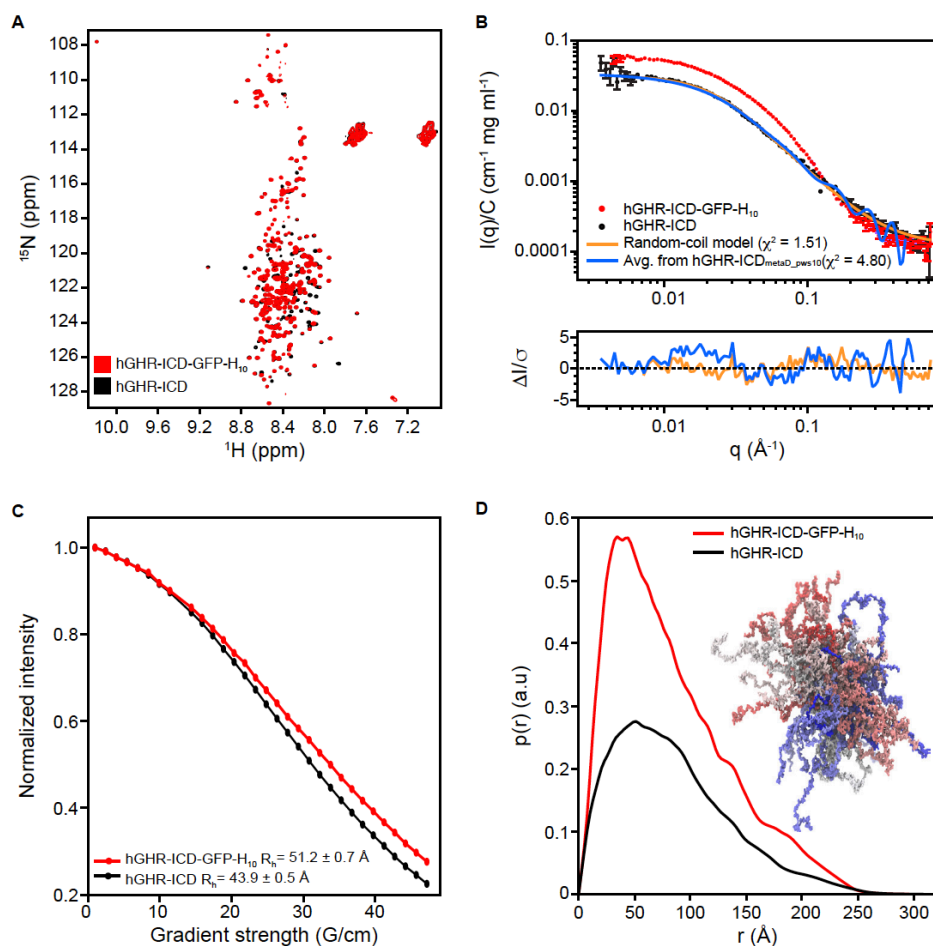 A
108
110
112
114
116
118
120
122
124
126
128
¹⁵N (ppm)
hGHR-ICD-GFP-H₁₀
hGHR-ICD
10.0 9.6 9.2 8.8 8.4 8.0 7.6 7.2
¹H (ppm)
B
0.1
0.01
0.001
0.0001
I(q)/C (cm⁻¹ mg ml⁻¹)
hGHR-ICD-GFP-H₁₀
hGHR-ICD
Random-coil model (χ² = 1.51)
Avg. from hGHR-ICD_metaD_pws10(χ² = 4.80)
0.01 0.1
5
0
-5
ΔI/σ
0.01 0.1
q (Å⁻¹)
C
1.0
0.8
0.6
0.4
0.2
Normalized intensity
hGHR-ICD-GFP-H₁₀ Rₕ= 51.2 ± 0.7 Å
hGHR-ICD Rₕ= 43.9 ± 0.5 Å
0 10 20 30 40
Gradient strength (G/cm)
D
0.6
0.5
0.4
0.3
0.2
0.1
0
p(r) (a.u)
hGHR-ICD-GFP-H₁₀
hGHR-ICD
0 50 100 150 200 250 300
r (Å)